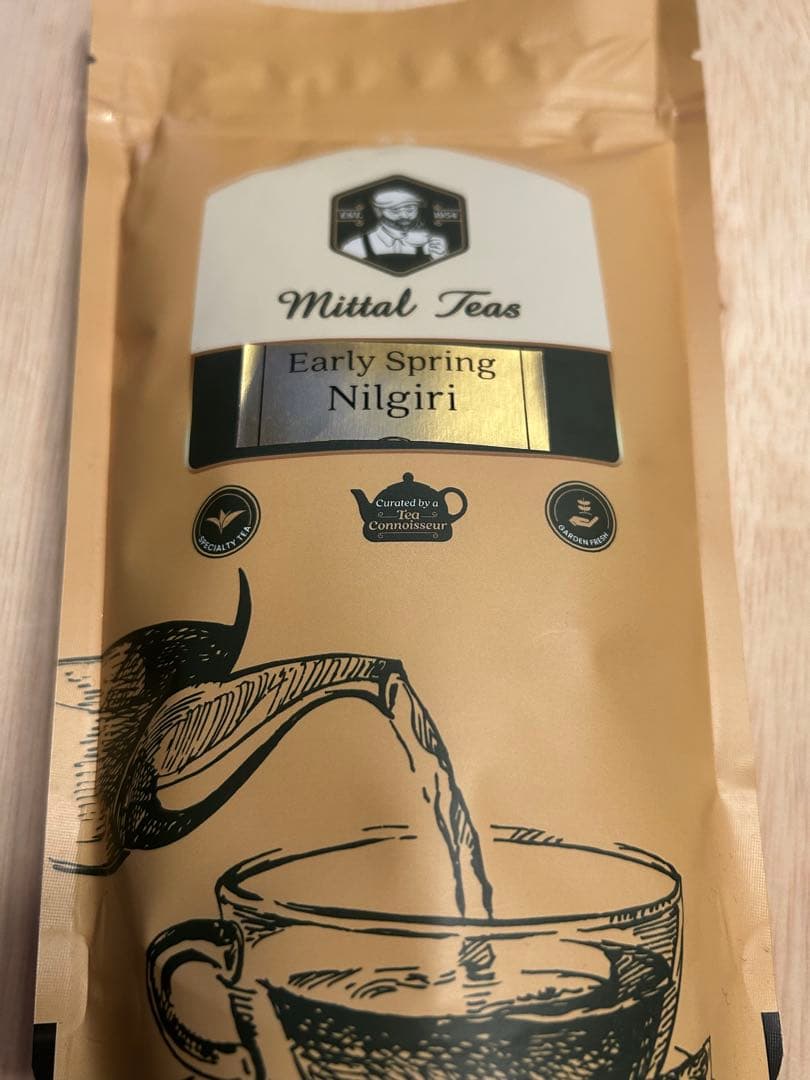 Mittal Teas
Early Spring
Nilgiri
SPECIALTY TEA
Curated by a
Tea
Connoisseur
GARDEN FRESH